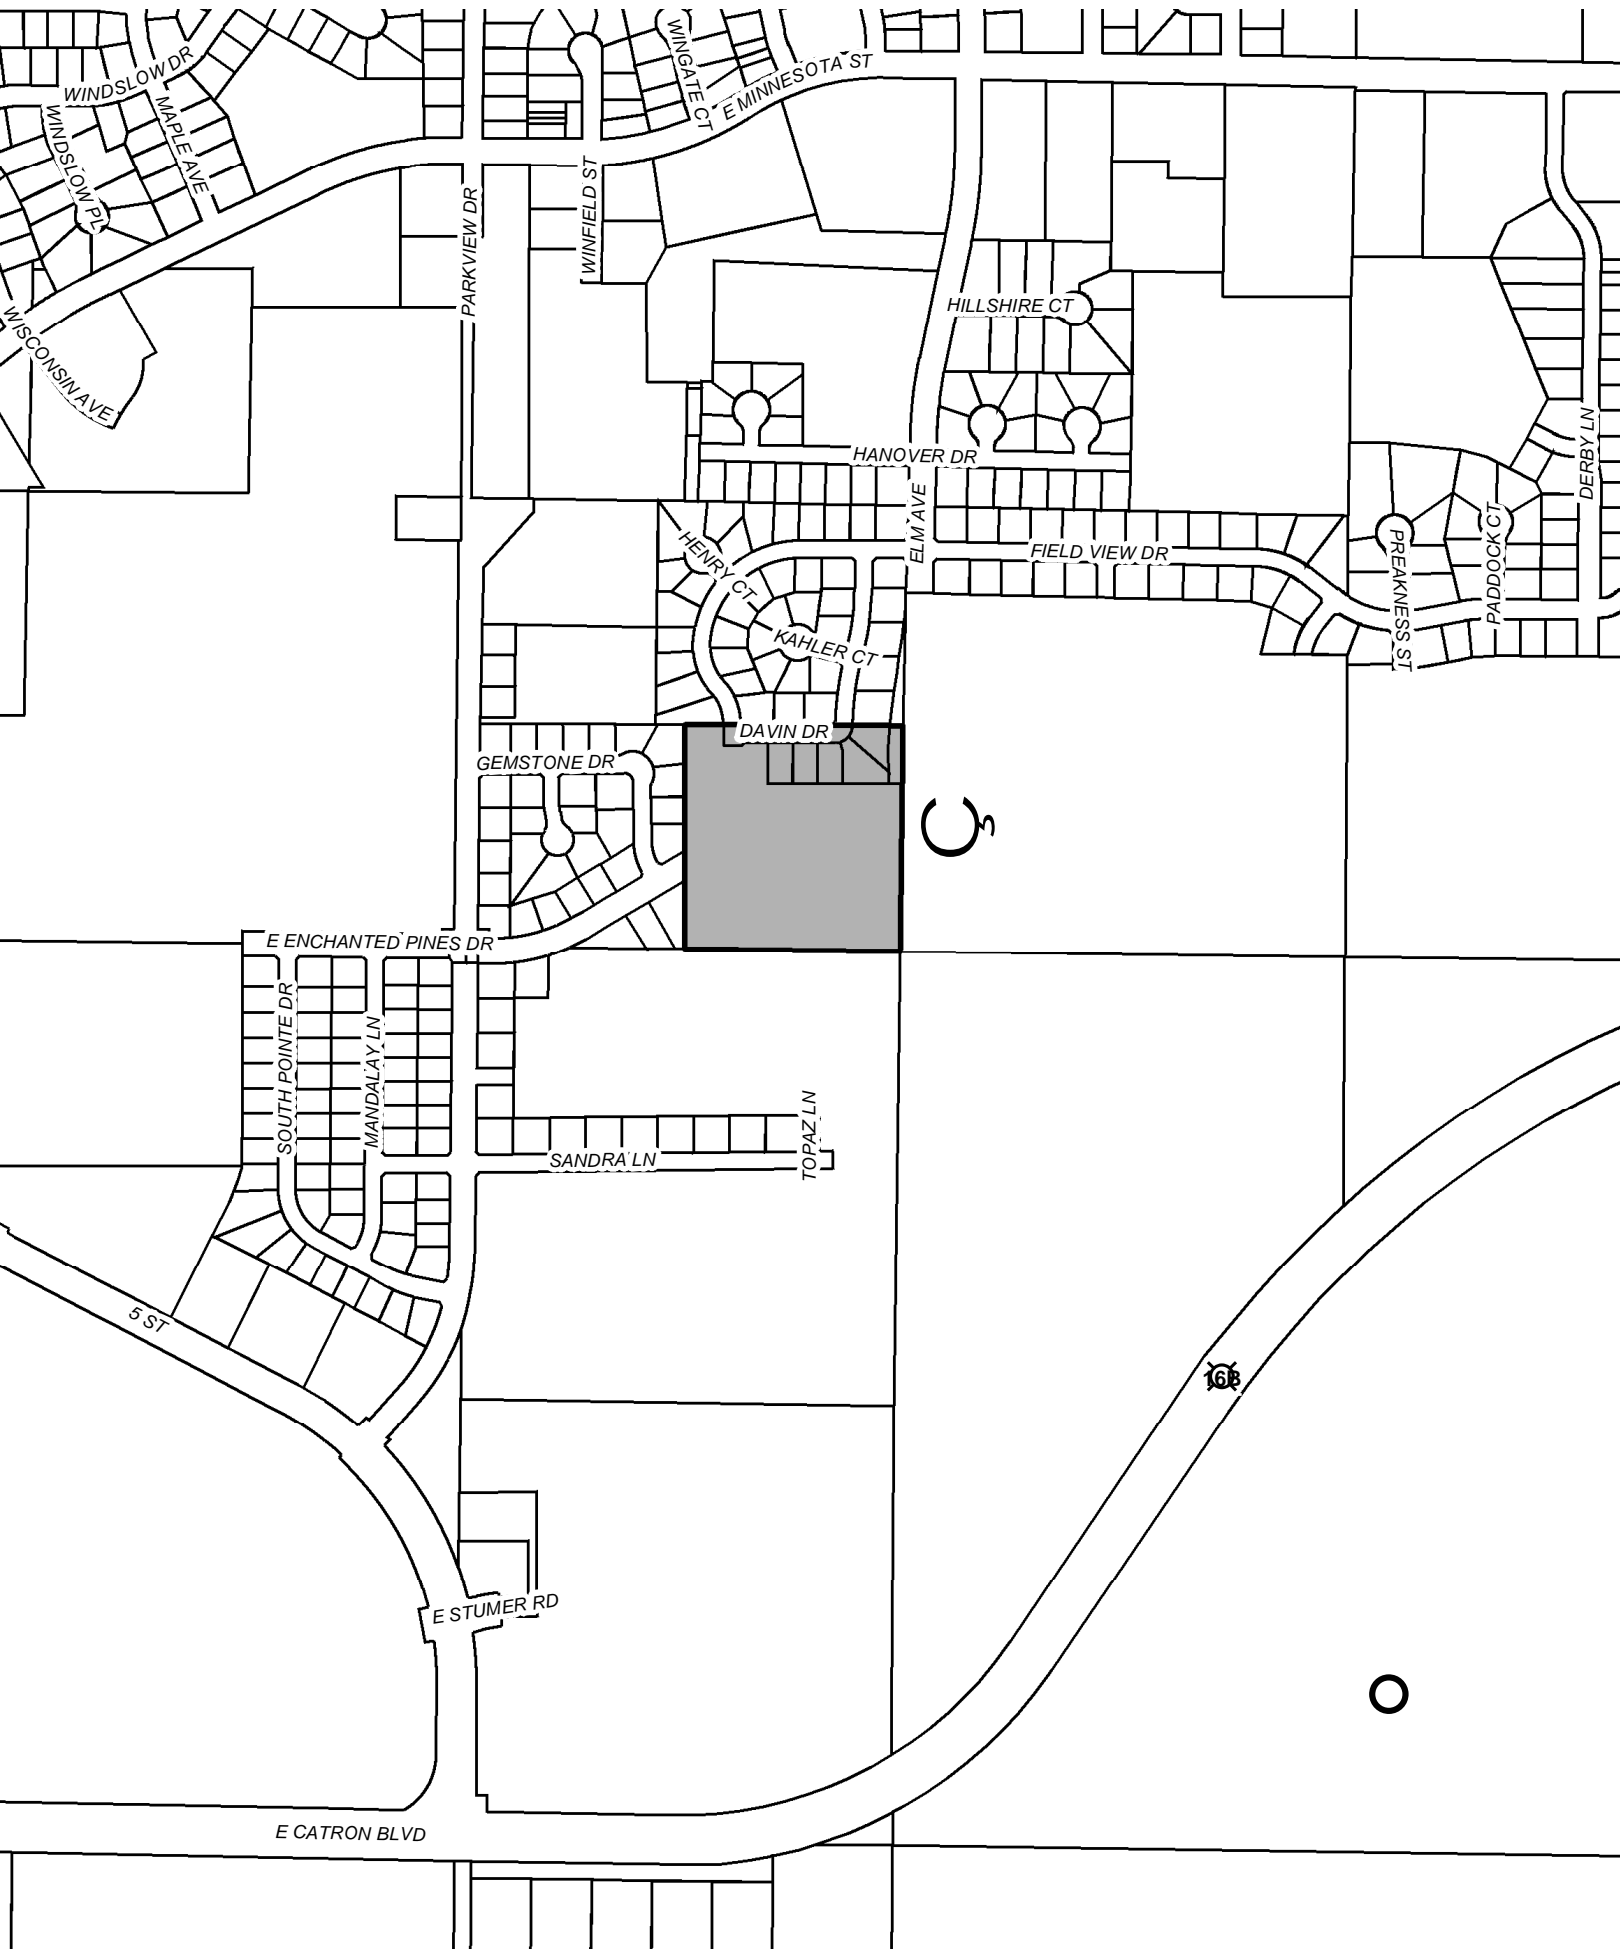 WINGATE CT
WINDSLOW DR
E MINNESOTA ST
MAPLE AVE
WINDSLOW PL
PARKVIEW DR
WINFIELD ST
WISCONSIN AVE
HILLSHIRE CT
HANOVER DR
DERBY LN
ELM AVE
HENRY CT
FIELD VIEW DR
PREAKNESS ST
PADDOCK CT
KAHLER CT
DAVIN DR
GEMSTONE DR
Ç
E ENCHANTED PINES DR
SOUTH POINTE DR
MANDALAY LN
TOPAZ LN
SANDRA LN
5 ST
16B
E STUMER RD
E CATRON BLVD